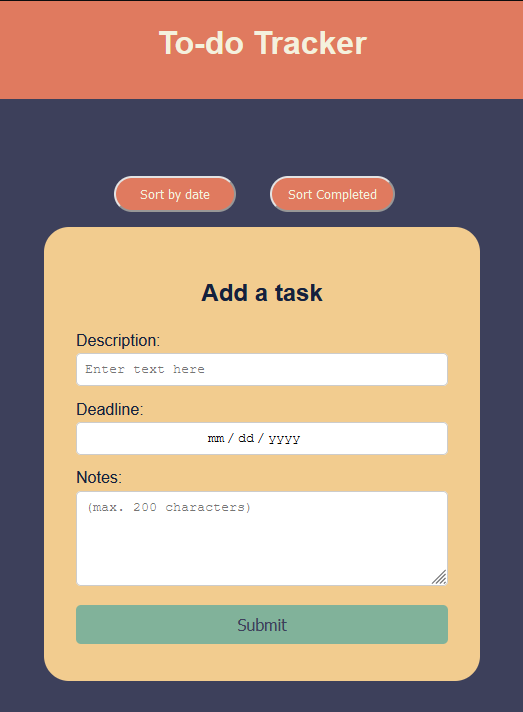 To-do Tracker
Sort by date Sort Completed
Add a task
Description:
Enter text here
Deadline:
mm / dd / yyyy
Notes:
(max. 200 characters)
Submit